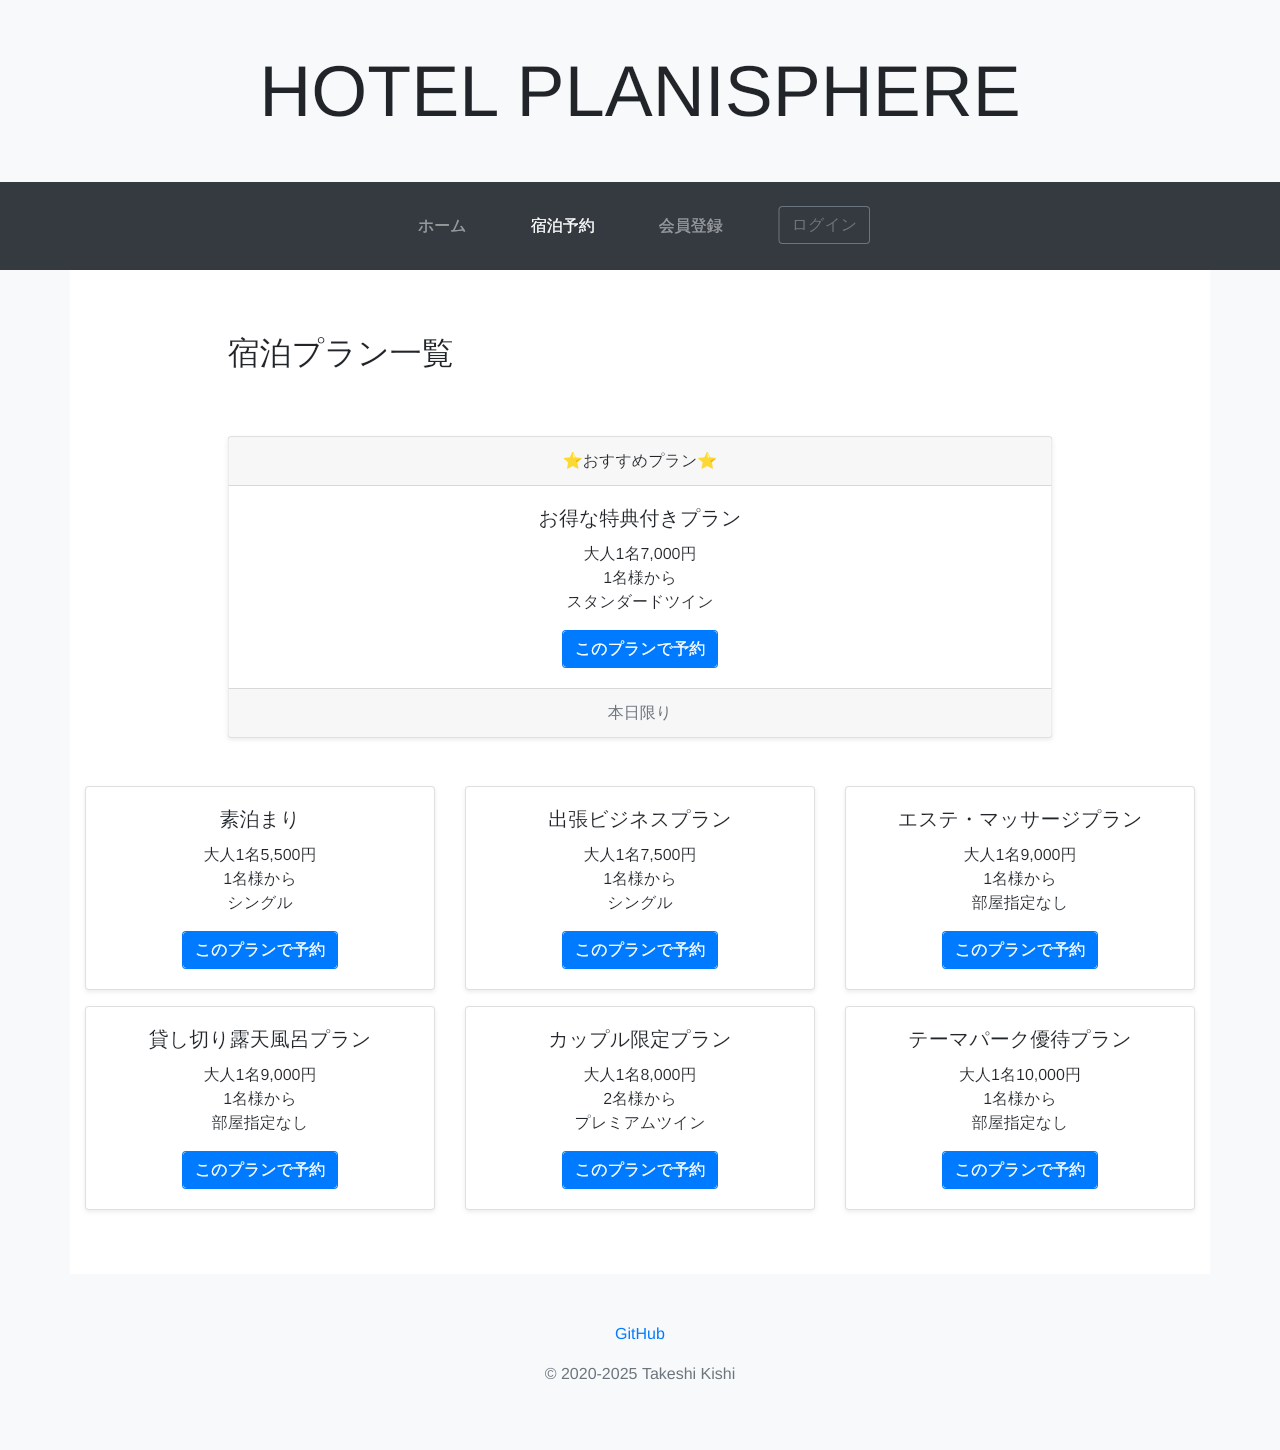 HOTEL PLANISPHERE
ホーム 宿泊予約 会員登録 ログイン
宿泊プラン一覧
⭐おすすめプラン⭐
お得な特典付きプラン
大人1名7,000円
1名様から
スタンダードツイン
このプランで予約
本日限り
素泊まり
大人1名5,500円
1名様から
シングル
このプランで予約
出張ビジネスプラン
大人1名7,500円
1名様から
シングル
このプランで予約
エステ・マッサージプラン
大人1名9,000円
1名様から
部屋指定なし
このプランで予約
貸し切り露天風呂プラン
大人1名9,000円
1名様から
部屋指定なし
このプランで予約
カップル限定プラン
大人1名8,000円
2名様から
プレミアムツイン
このプランで予約
テーマパーク優待プラン
大人1名10,000円
1名様から
部屋指定なし
このプランで予約
GitHub
© 2020-2025 Takeshi Kishi